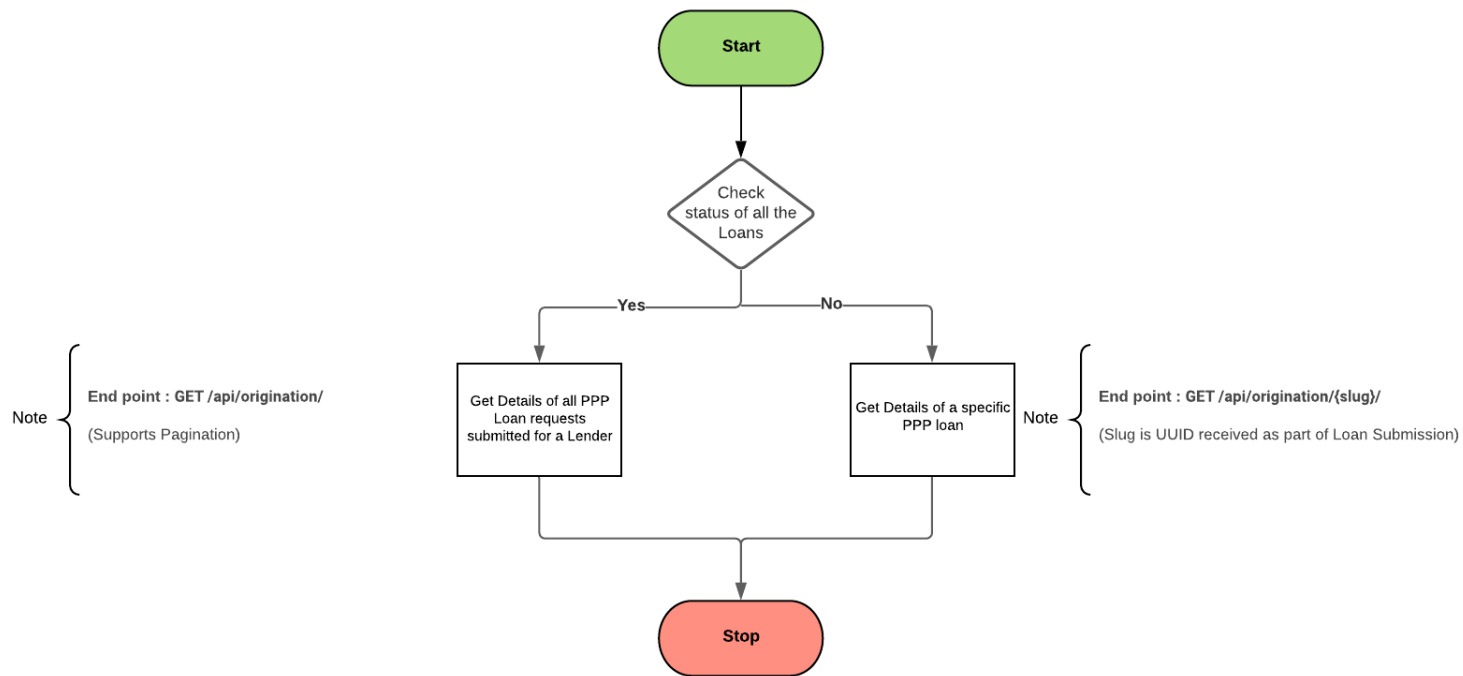 Start
Check
status of all the
Loans
Yes
No
Note
End point : GET /api/origination/
(Supports Pagination)
Get Details of all PPP
Loan requests
submitted for a Lender
Get Details of a specific
PPP loan
Note
End point : GET /api/origination/{slug}/
(Slug is UUID received as part of Loan Submission)
Stop